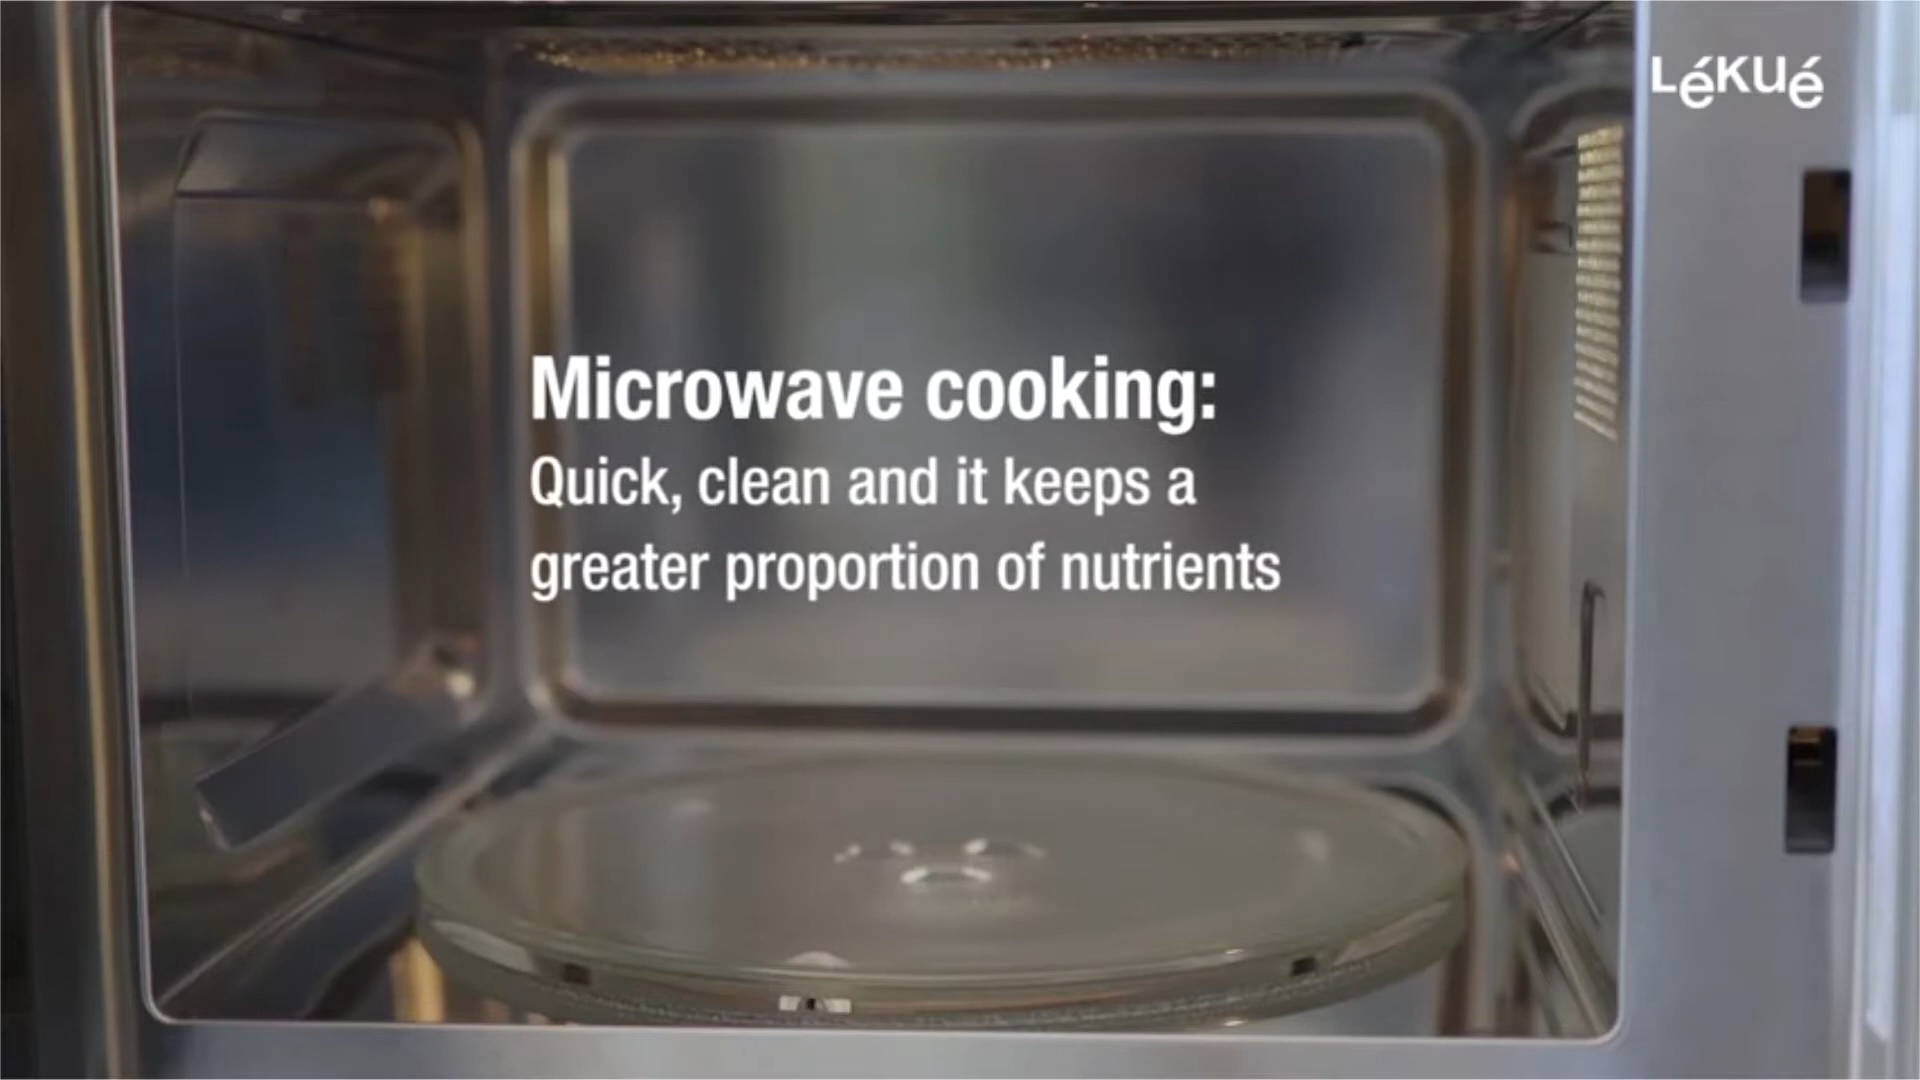 Lékué
Microwave cooking:
Quick, clean and it keeps a
greater proportion of nutrients